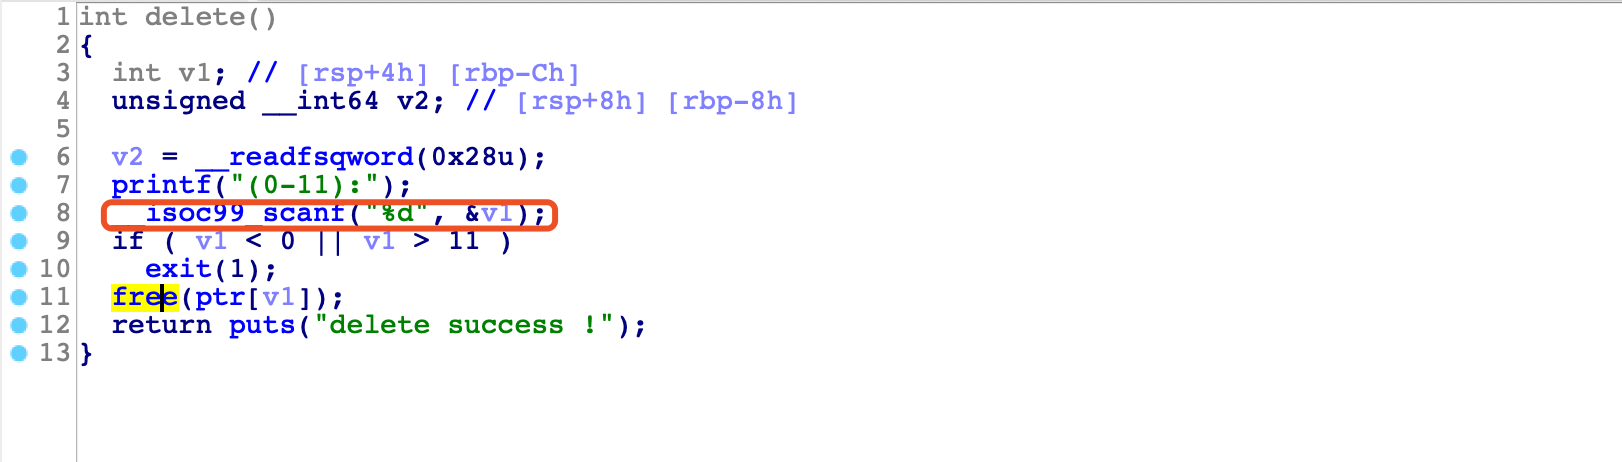 1 int delete()
2 {
3   int v1; // [rsp+4h] [rbp-Ch]
4   unsigned __int64 v2; // [rsp+8h] [rbp-8h]
5
6   v2 = __readfsqword(0x28u);
7   printf("(0-11):");
8   __isoc99_scanf("%d", &v1);
9   if ( v1 < 0 || v1 > 11 )
10     exit(1);
11   free(ptr[v1]);
12   return puts("delete success !");
13 }